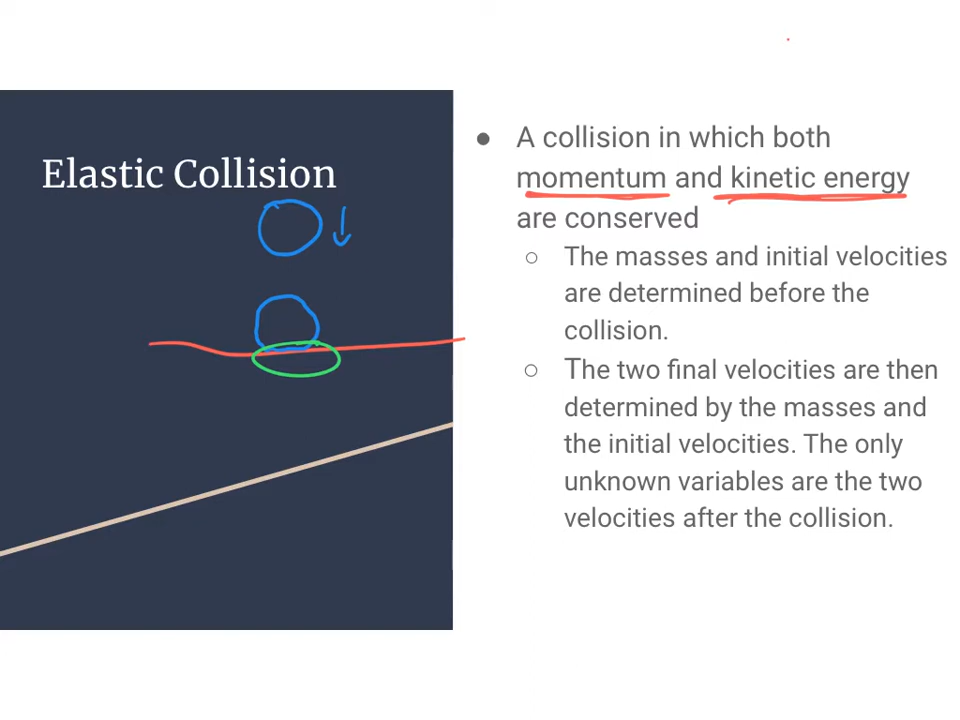 Elastic Collision
● A collision in which both
momentum and kinetic energy
are conserved
○ The masses and initial velocities
are determined before the
collision.
○ The two final velocities are then
determined by the masses and
the initial velocities. The only
unknown variables are the two
velocities after the collision.